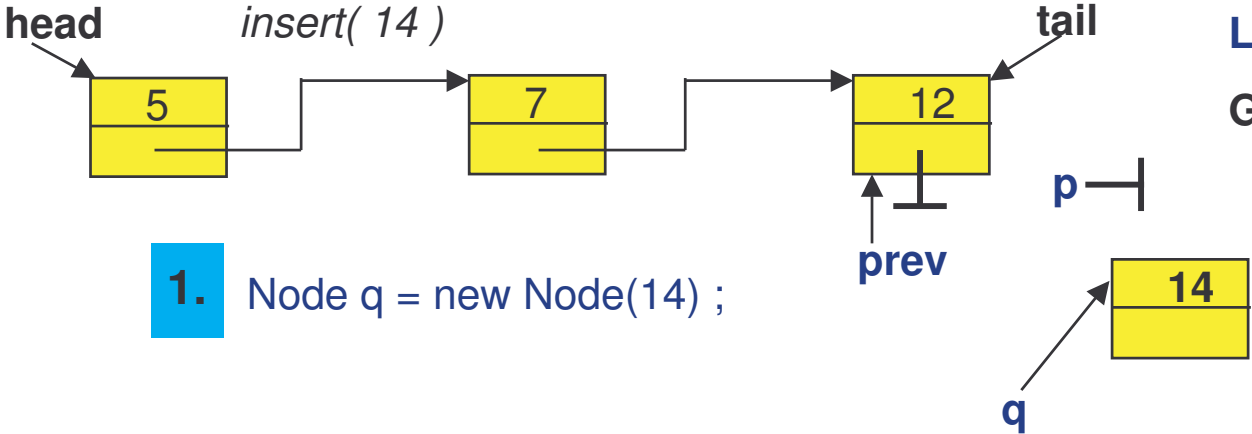 head insert( 14 ) tail L
5 7 12 G
p
prev
1. Node q = new Node(14) ; 14
q